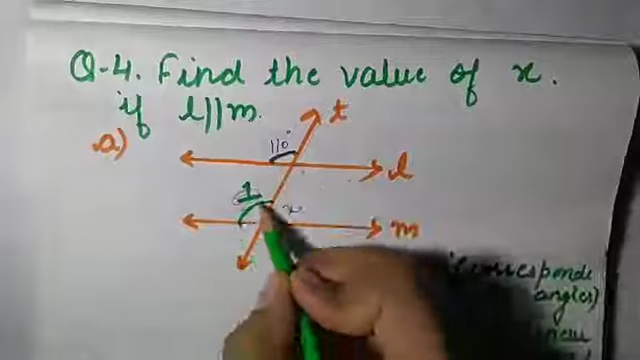 Q-4. Find the value of x.
if l||m.
a)
t
110°
l
1
x
m
corresponde
angles)